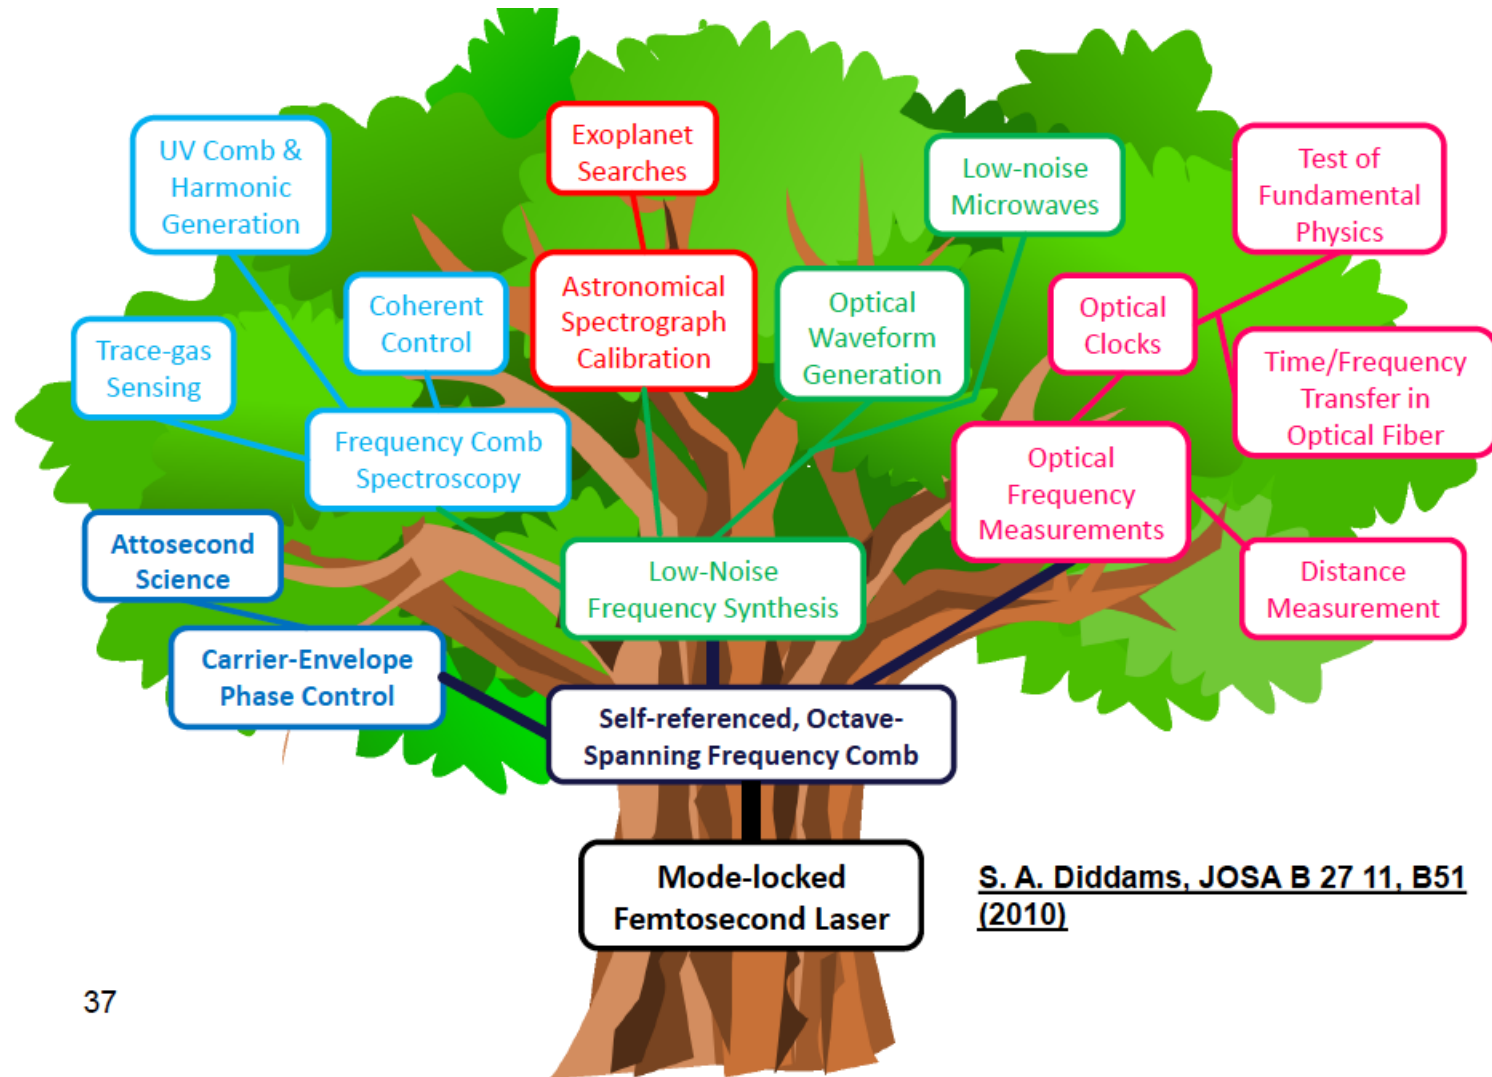 UV Comb &
Harmonic
Generation
Exoplanet
Searches
Low-noise
Microwaves
Test of
Fundamental
Physics
Trace-gas
Sensing
Coherent
Control
Astronomical
Spectrograph
Calibration
Optical
Waveform
Generation
Optical
Clocks
Time/Frequency
Transfer in
Optical Fiber
Frequency Comb
Spectroscopy
Optical
Frequency
Measurements
Attosecond
Science
Low-Noise
Frequency Synthesis
Distance
Measurement
Carrier-Envelope
Phase Control
Self-referenced, Octave-
Spanning Frequency Comb
Mode-locked
Femtosecond Laser
S. A. Diddams, JOSA B 27 11, B51
(2010)
37